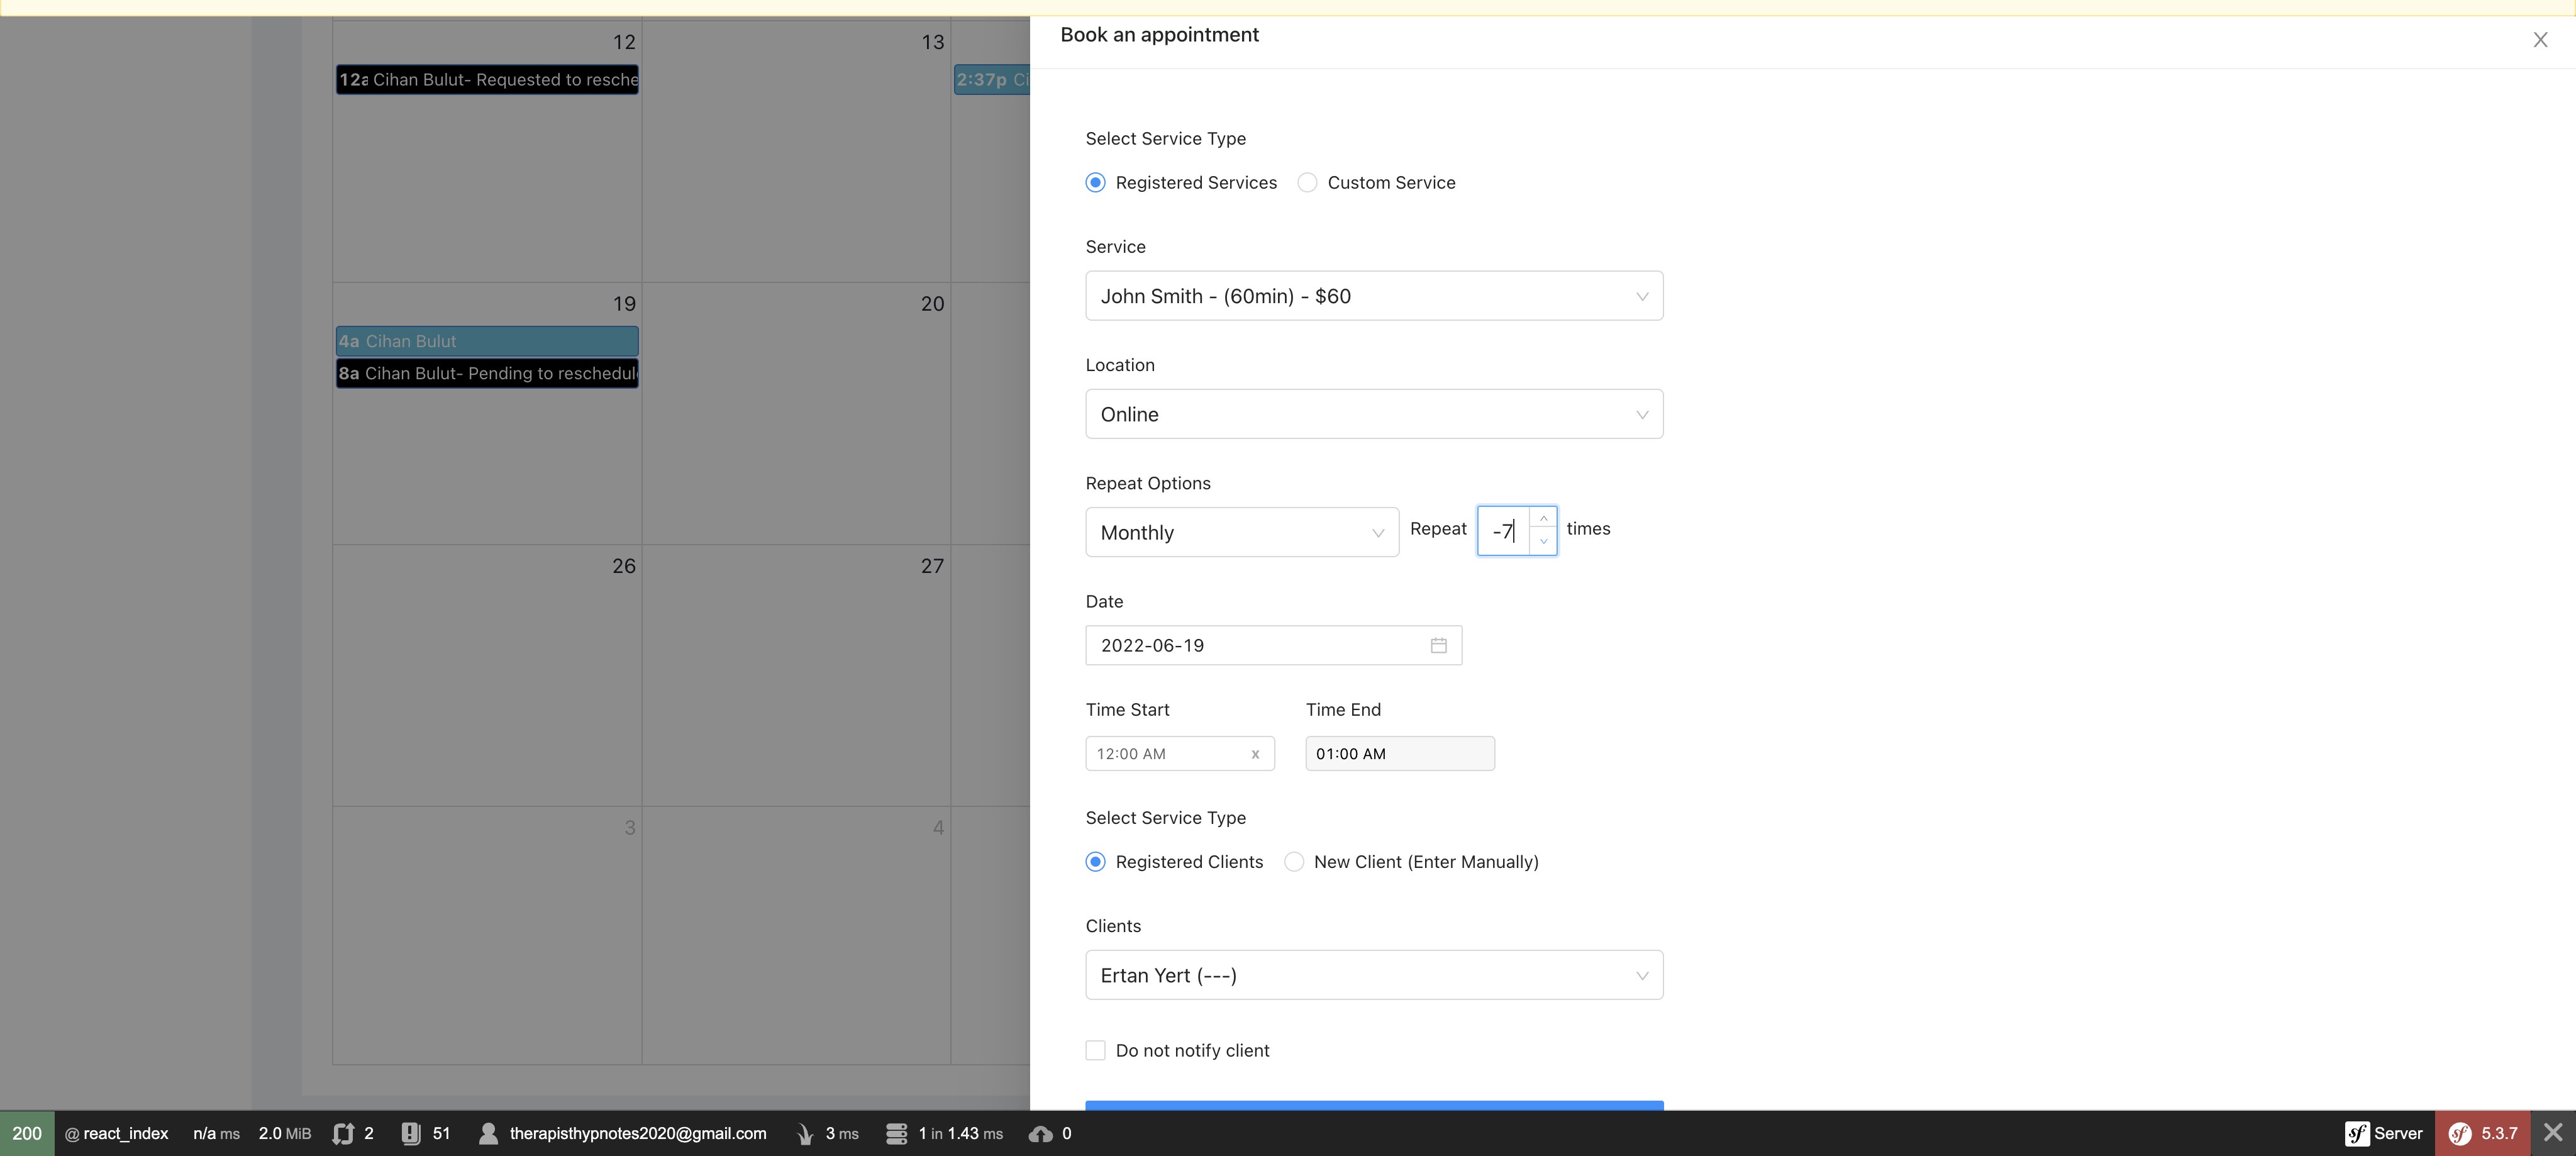 12
13
12a Cihan Bulut- Requested to resche
2:37p Ci
19
20
4a Cihan Bulut
8a Cihan Bulut- Pending to reschedul
26
27
3
4
Book an appointment
Select Service Type
Registered Services
Custom Service
Service
John Smith - (60min) - $60
Location
Online
Repeat Options
Monthly
Repeat -7 times
Date
2022-06-19
Time Start
Time End
12:00 AM x
01:00 AM
Select Service Type
Registered Clients
New Client (Enter Manually)
Clients
Ertan Yert (---)
Do not notify client
200 @ react_index n/a ms 2.0 MiB 2 51 therapisthypnotes2020@gmail.com 3 ms 1 in 1.43 ms 0 sf Server sf 5.3.7